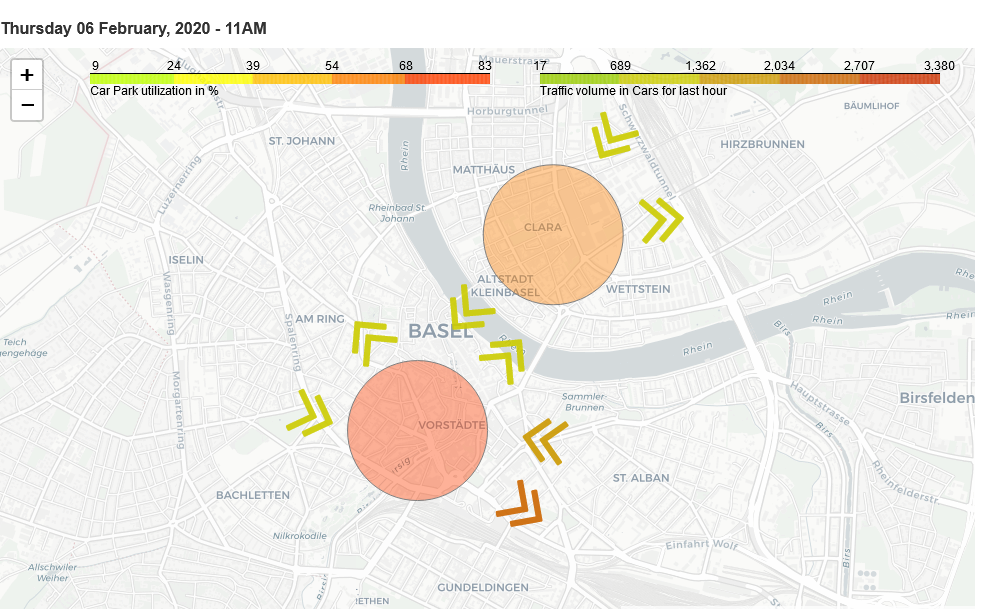 Thursday 06 February, 2020 - 11AM
+
−
9 24 39 54 68 83
Car Park utilization in %
17 689 1,362 2,034 2,707 3,380
Traffic volume in Cars for last hour
Mauerstraße
BÄUMLIHOF
Horburgtunnel
Schwarzwaldtunnel
ST. JOHANN
Rhein
HIRZBRUNNEN
MATTHÄUS
Luzernerring
Rheinbad St.
Johann
CLARA
ISELIN
ALTSTADT
KLEINBASEL
WETTSTEIN
Wasgenring
Rhein
Rhein
Rhein
AM RING
Spalenring
BASEL
Birs
Teich
Rhein
Morgartenring
Sammler-
Brunnen
Hauptstrasse
Birsfelden
VORSTÄDTE
Birs
ST. ALBAN
Rheinfelderstr.
BACHLETTEN
Nilkrokodile
Einfahrt Wolf
Birs
Allschwiler
Weiher
GUNDELDINGEN